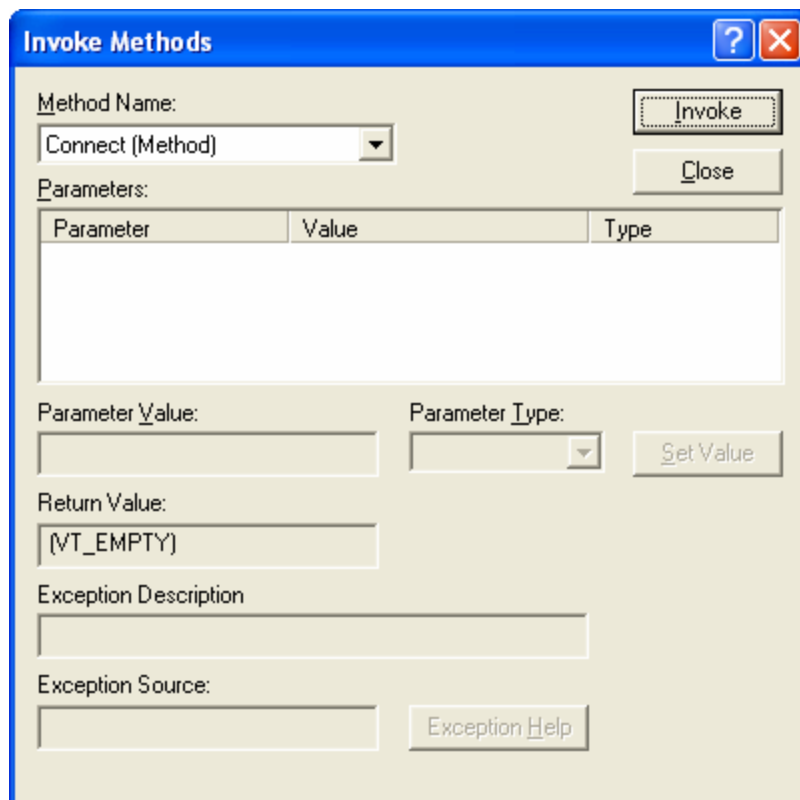 Invoke Methods
Method Name:
Invoke
Connect (Method)
Close
Parameters:
Parameter Value Type
Parameter Value: Parameter Type:
Set Value
Return Value:
(VT_EMPTY)
Exception Description
Exception Source:
Exception Help